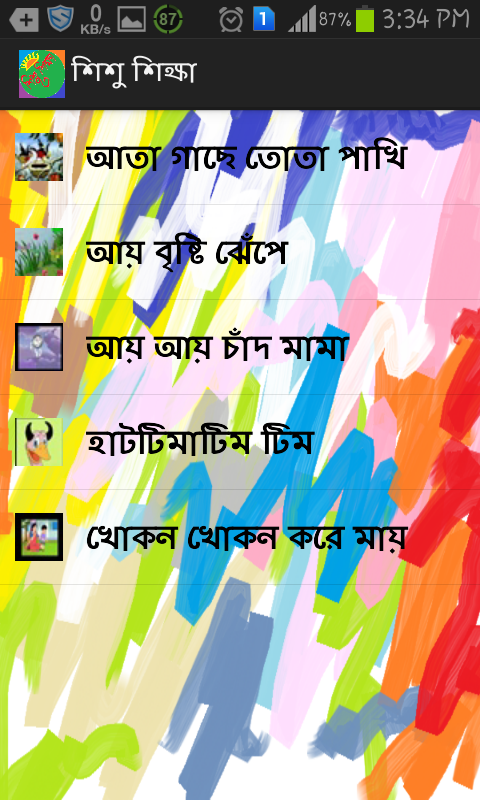 0
KB/s
87
1
87%
3:34 PM
শিশু শিক্ষা
আতা গাছে তোতা পাখি
আয় বৃষ্টি ঝেঁপে
আয় আয় চাঁদ মামা
হাটটিমাটিম টিম
খোকন খোকন করে মায়